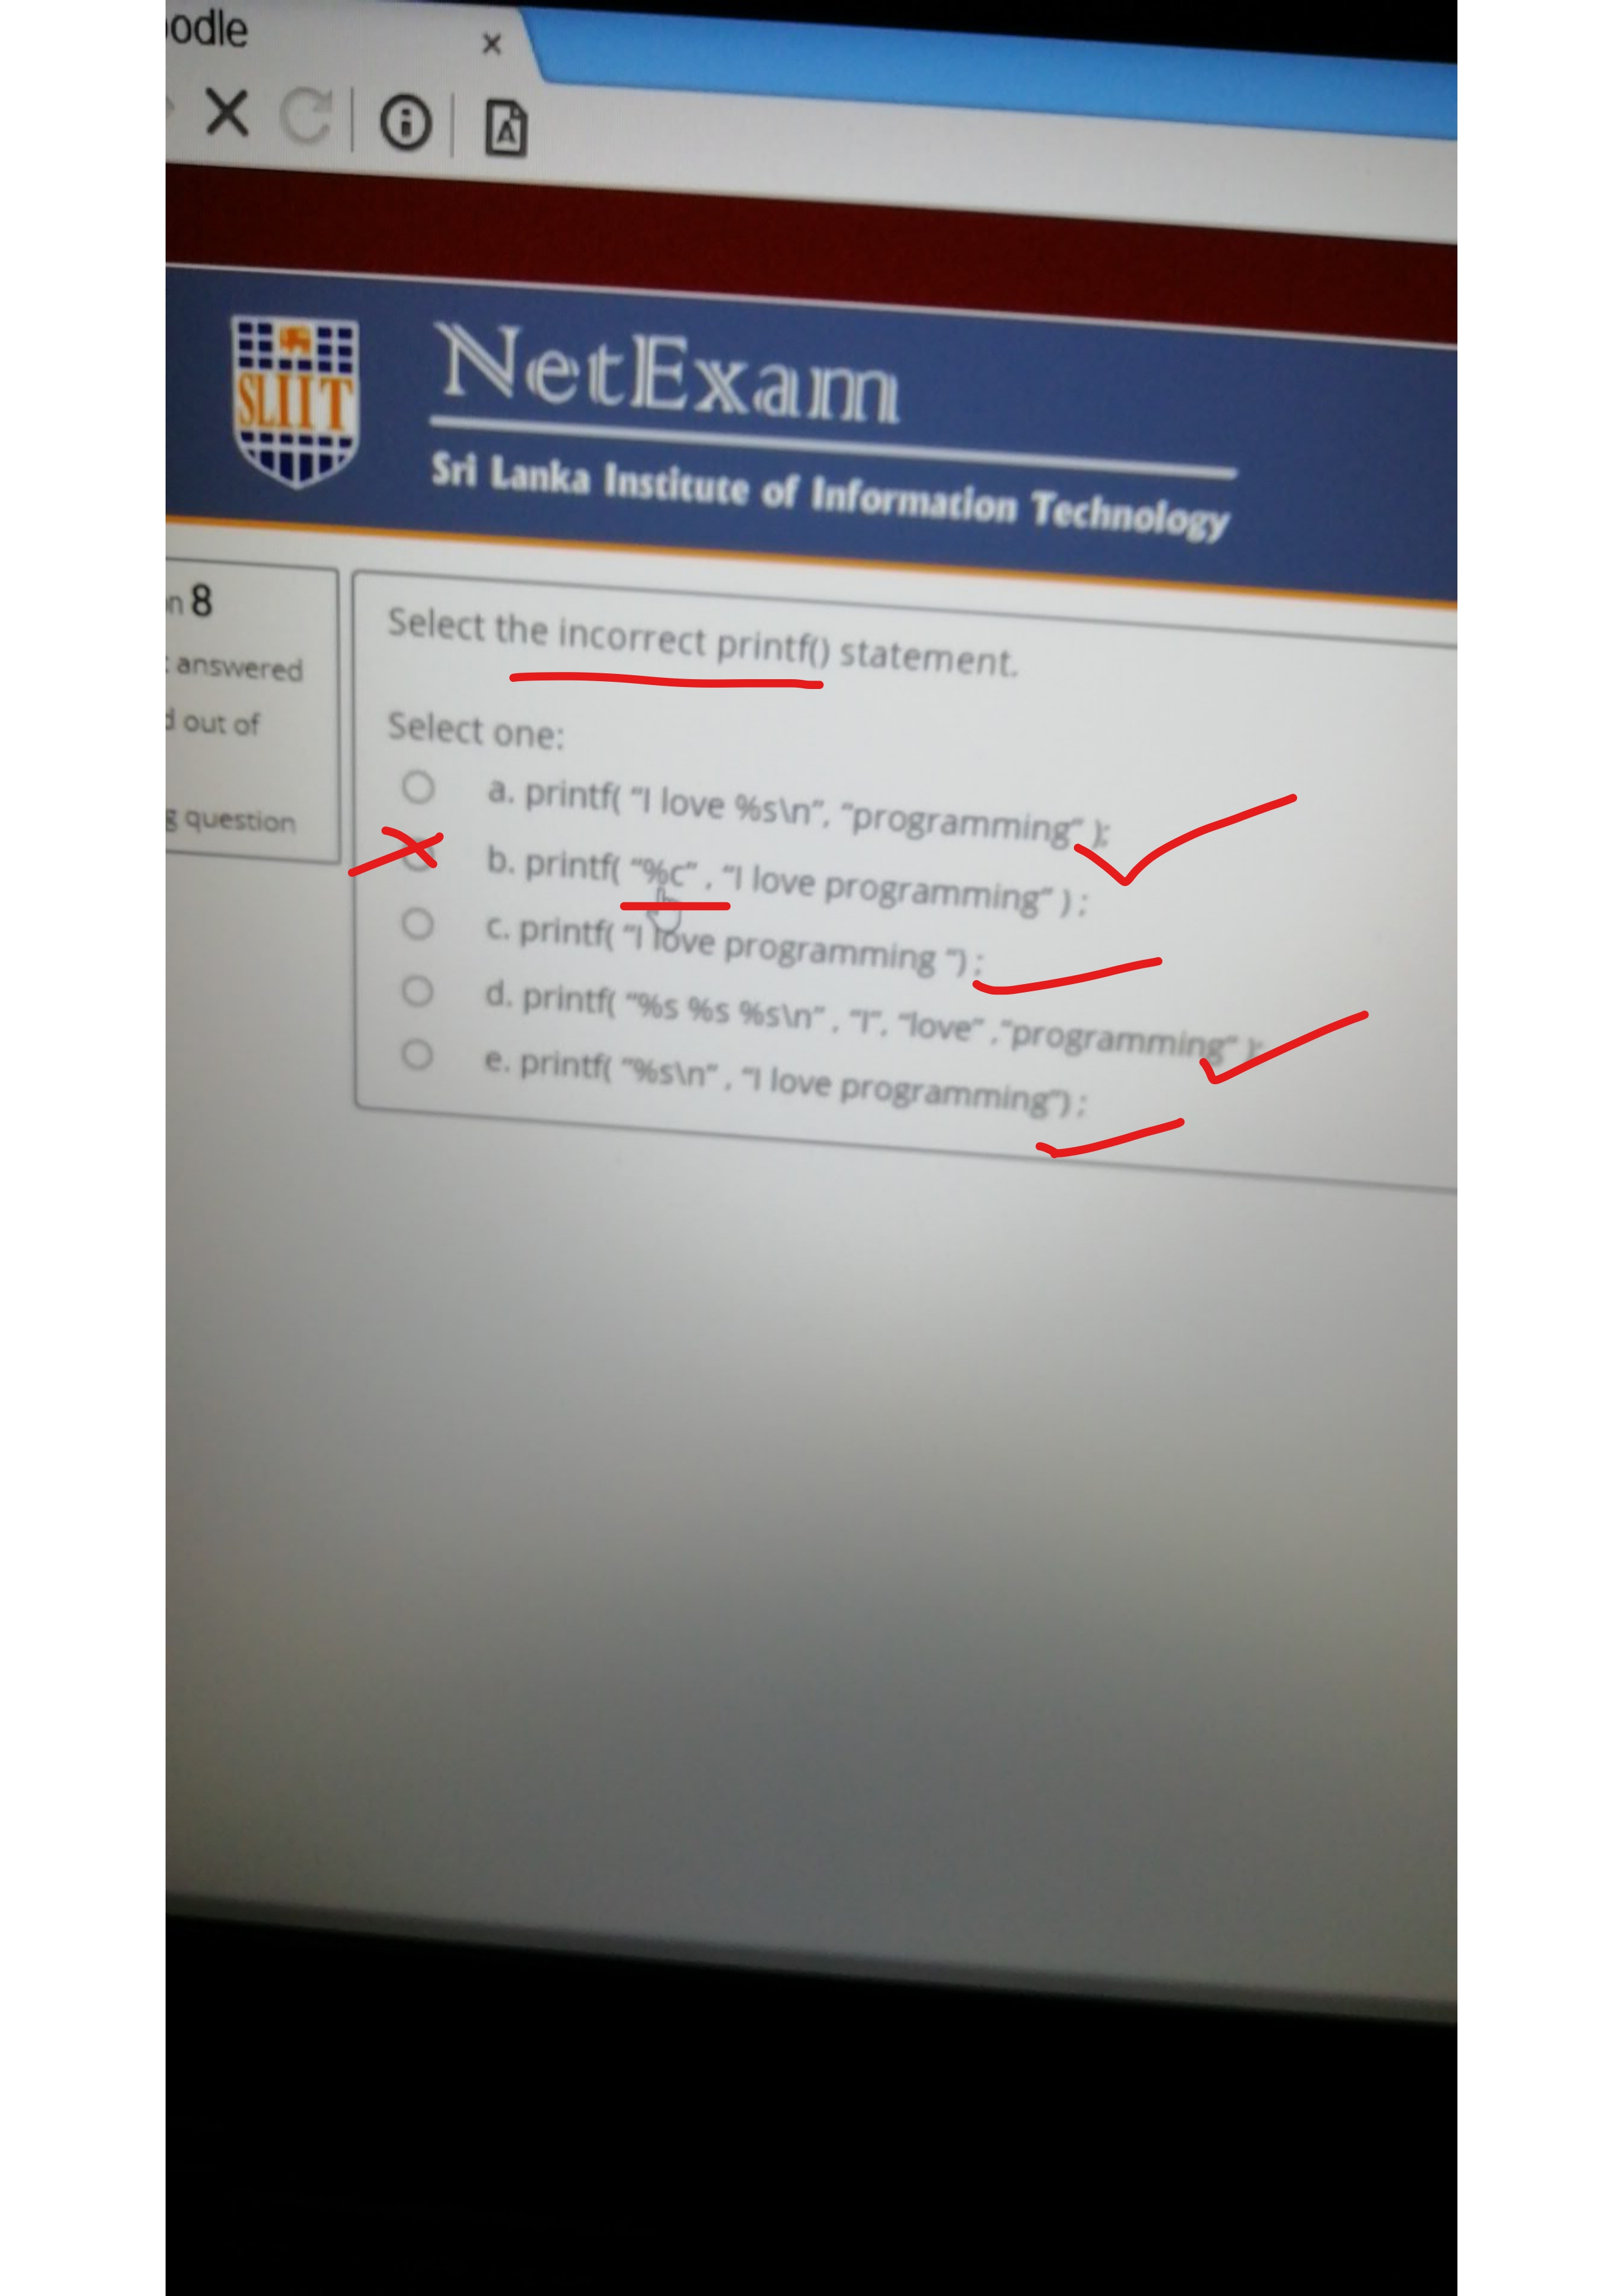 oodle
SLIIT
NetExam
Sri Lanka Institute of Information Technology
n 8
answered
d out of
g question
Select the incorrect printf() statement.
Select one:
a. printf( “I love %s\n”, “programming” );
b. printf( “%c” , “I love programming” ) ;
c. printf( “I love programming ”) ;
d. printf( “%s %s %s\n” , “I”, “love” ,“programming” );
e. printf( “%s\n” , “I love programming”) ;